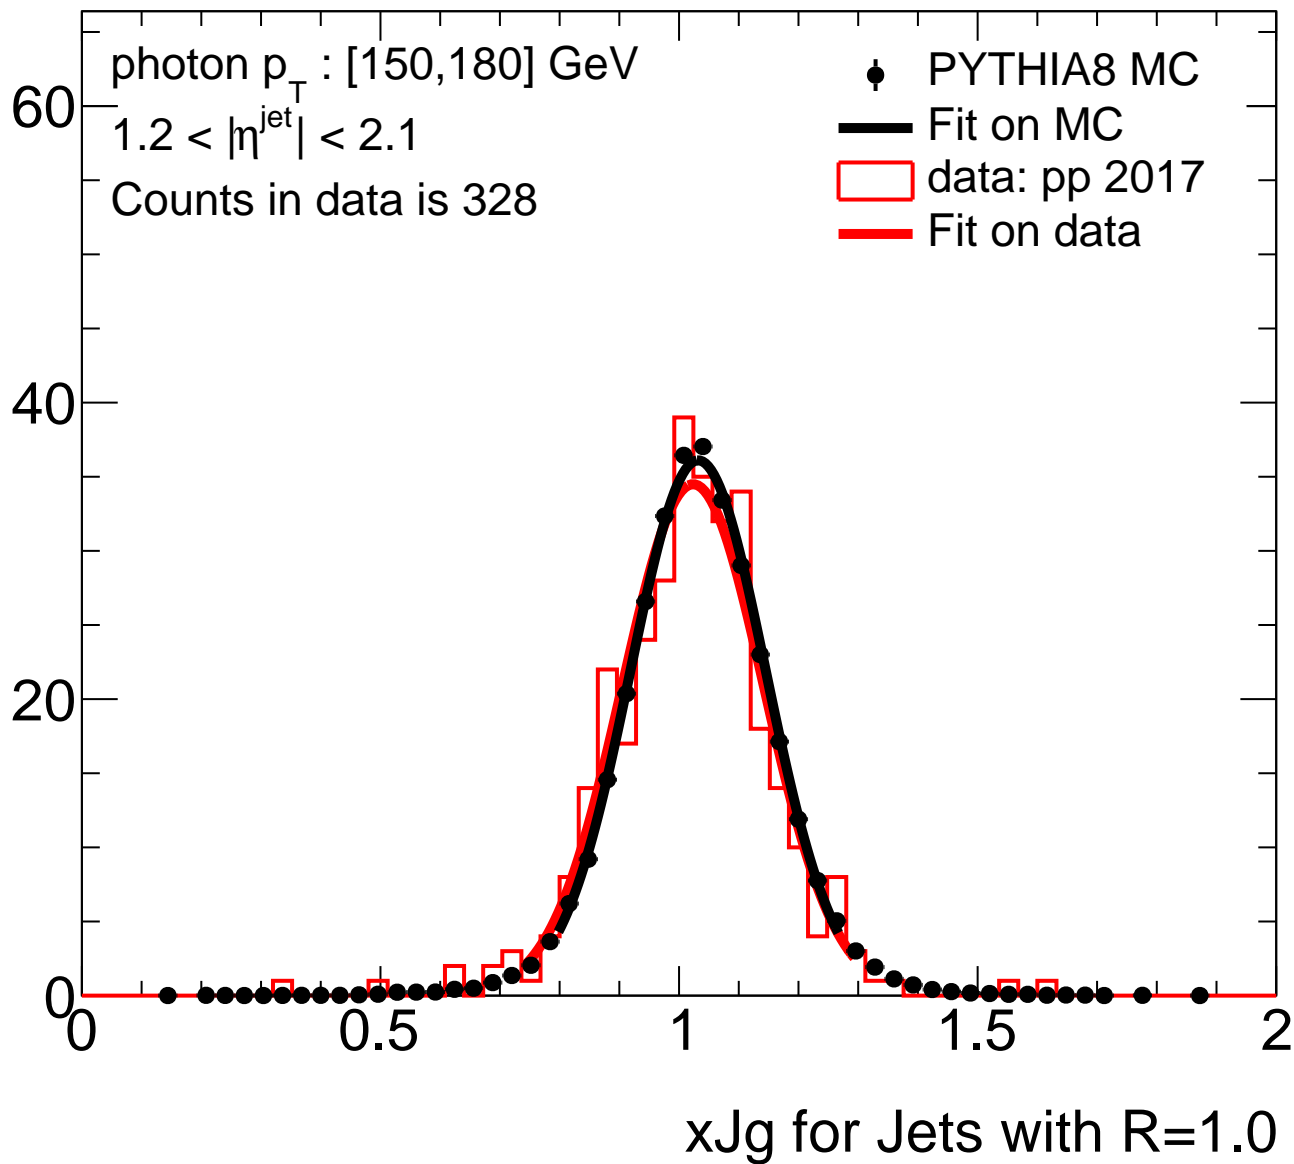 photon p_T : [150,180] GeV
1.2 < |η^jet| < 2.1
Counts in data is 328
PYTHIA8 MC
Fit on MC
data: pp 2017
Fit on data
60
40
20
0
0 0.5 1 1.5 2
xJg for Jets with R=1.0